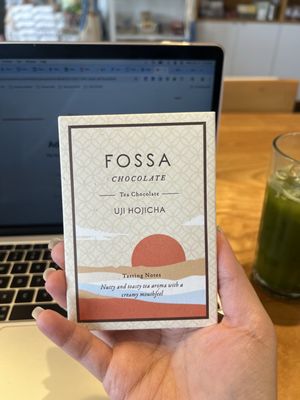 FOSSA
CHOCOLATE
Tea Chocolate
UJI HOJICHA
Tasting Notes
Nutty and toasty tea aroma with a
creamy mouthfeel